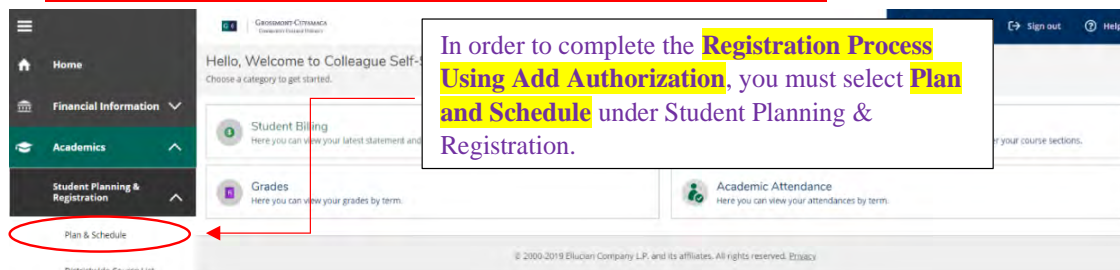 GROSSMONT-CUYAMACA
COMMUNITY COLLEGE DISTRICT
Sign out
Help
Home
Hello, Welcome to Colleague Self-
Choose a category to get started.
In order to complete the Registration Process
Using Add Authorization, you must select Plan
and Schedule under Student Planning &
Registration.
Financial Information
Student Billing
Here you can view your latest statement and
er your course sections.
Academics
Student Planning &
Registration
Grades
Here you can view your grades by term.
Academic Attendance
Here you can view your attendances by term.
Plan & Schedule
© 2000-2019 Ellucian Company L.P. and its affiliates. All rights reserved. Privacy